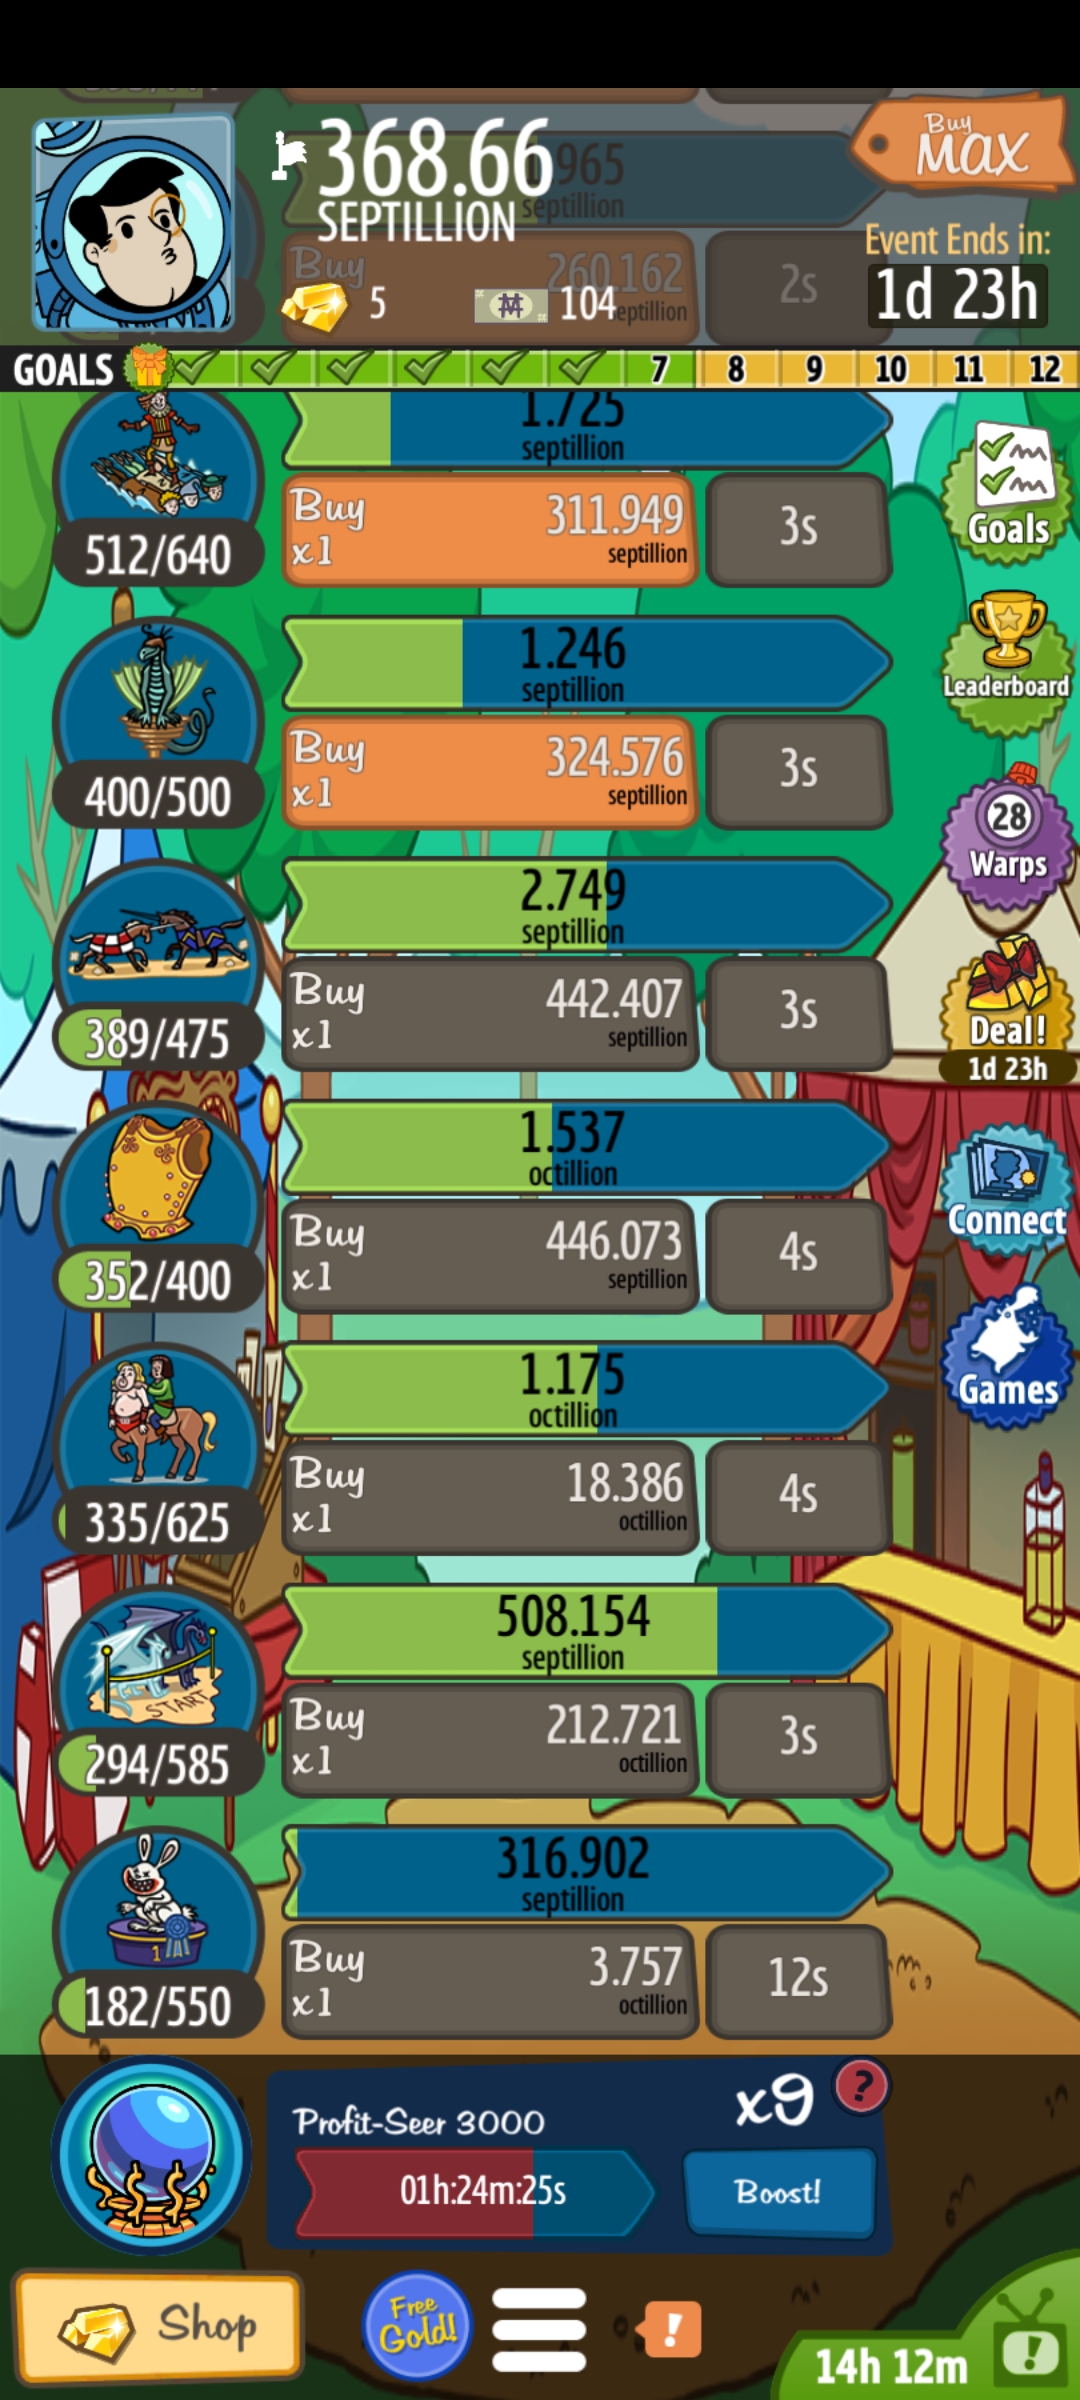 368.66
SEPTILLION
Buy
MAX
.965
septillion
Buy
260.162
septillion
2s
5
104
Event Ends in:
1d 23h
GOALS
7
8
9
10
11
12
1.725
septillion
Buy
x1
311.949
septillion
3s
512/640
Goals
1.246
septillion
Buy
x1
324.576
septillion
3s
400/500
Leaderboard
28
Warps
2.749
septillion
Buy
x1
442.407
septillion
3s
389/475
Deal!
1d 23h
1.537
octillion
Buy
x1
446.073
septillion
4s
352/400
Connect
1.175
octillion
Buy
x1
18.386
octillion
4s
335/625
Games
508.154
septillion
START
Buy
x1
212.721
octillion
3s
294/585
316.902
septillion
1
Buy
x1
3.757
octillion
12s
182/550
Profit-Seer 3000
x9
?
01h:24m:25s
Boost!
Shop
Free
Gold!
!
14h 12m
!